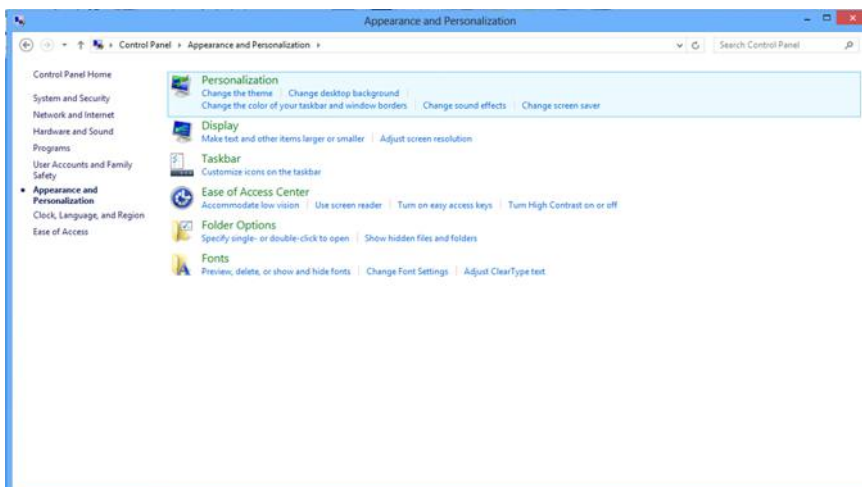 Appearance and Personalization
Control Panel › Appearance and Personalization ›
Search Control Panel
Control Panel Home
System and Security
Network and Internet
Hardware and Sound
Programs
User Accounts and Family
Safety
Appearance and
Personalization
Clock, Language, and Region
Ease of Access
Personalization
Change the theme | Change desktop background |
Change the color of your taskbar and window borders | Change sound effects | Change screen saver
Display
Make text and other items larger or smaller | Adjust screen resolution
Taskbar
Customize icons on the taskbar
Ease of Access Center
Accommodate low vision | Use screen reader | Turn on easy access keys | Turn High Contrast on or off
Folder Options
Specify single- or double-click to open | Show hidden files and folders
Fonts
Preview, delete, or show and hide fonts | Change Font Settings | Adjust ClearType text